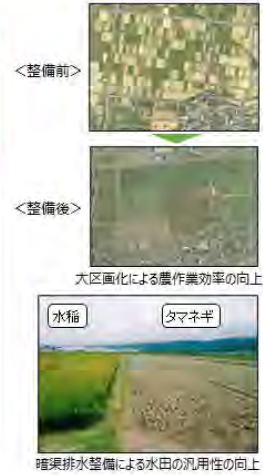 <整備前>
<整備後>
大区画化による農作業効率の向上
水稲
タマネギ
暗渠排水整備による水田の汎用性の向上